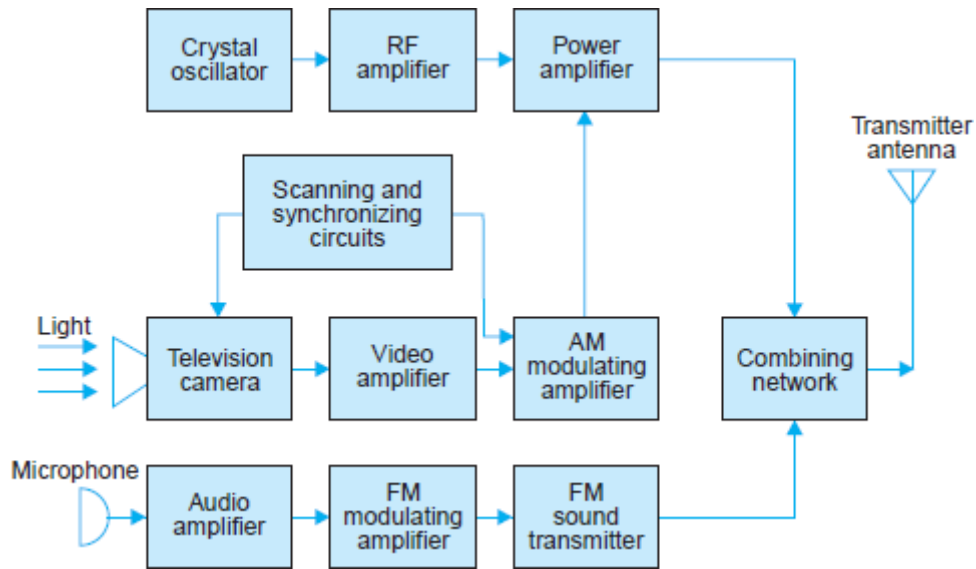 Crystal
oscillator
RF
amplifier
Power
amplifier
Transmitter
antenna
Scanning and
synchronizing
circuits
Light
Television
camera
Video
amplifier
AM
modulating
amplifier
Combining
network
Microphone
Audio
amplifier
FM
modulating
amplifier
FM
sound
transmitter